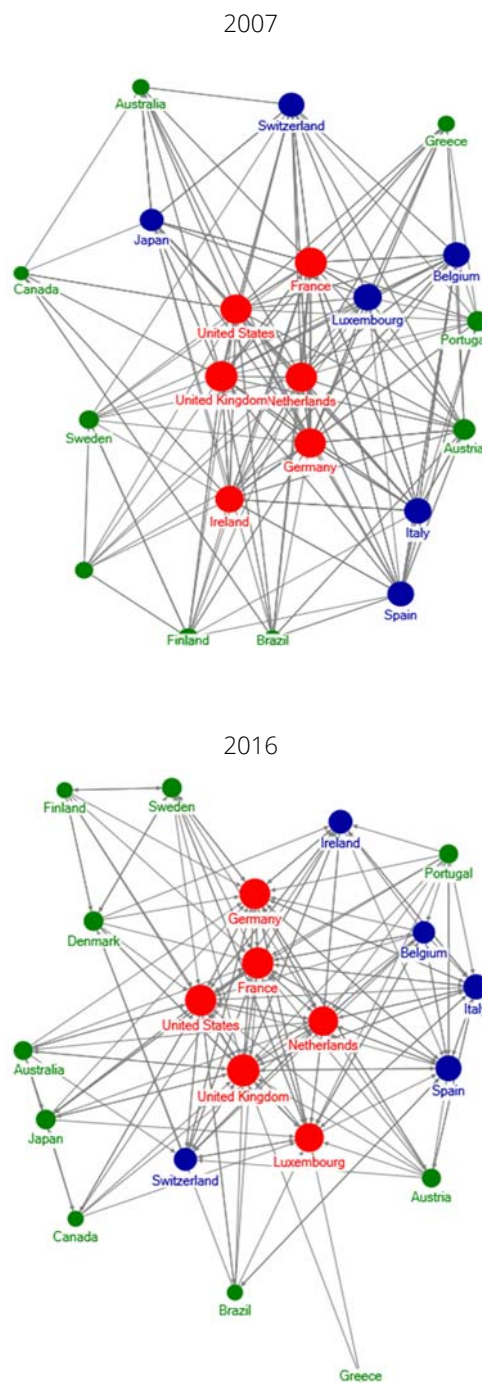 2007
Australia
Switzerland
Greece
Japan
Belgium
France
Canada
Luxembourg
United States
Portugal
United Kingdom
Netherlands
Sweden
Austria
Germany
Ireland
Italy
Spain
Finland
Brazil
2016
Finland
Sweden
Ireland
Portugal
Germany
Denmark
Belgium
France
Italy
United States
Netherlands
Australia
Spain
United Kingdom
Japan
Luxembourg
Switzerland
Austria
Canada
Brazil
Greece